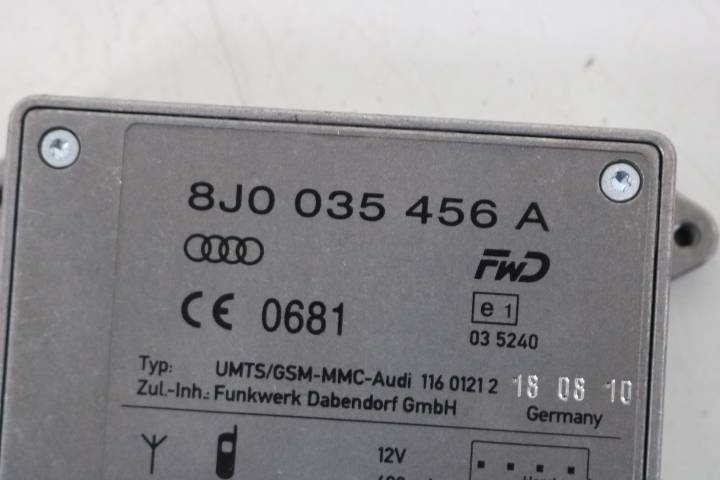 8J0 035 456 A
FWD
CE 0681
e 1
03 5240
Typ: UMTS/GSM-MMC-Audi 116 0121 2 18 08 10
Zul.-Inh.: Funkwerk Dabendorf GmbH Germany
12V